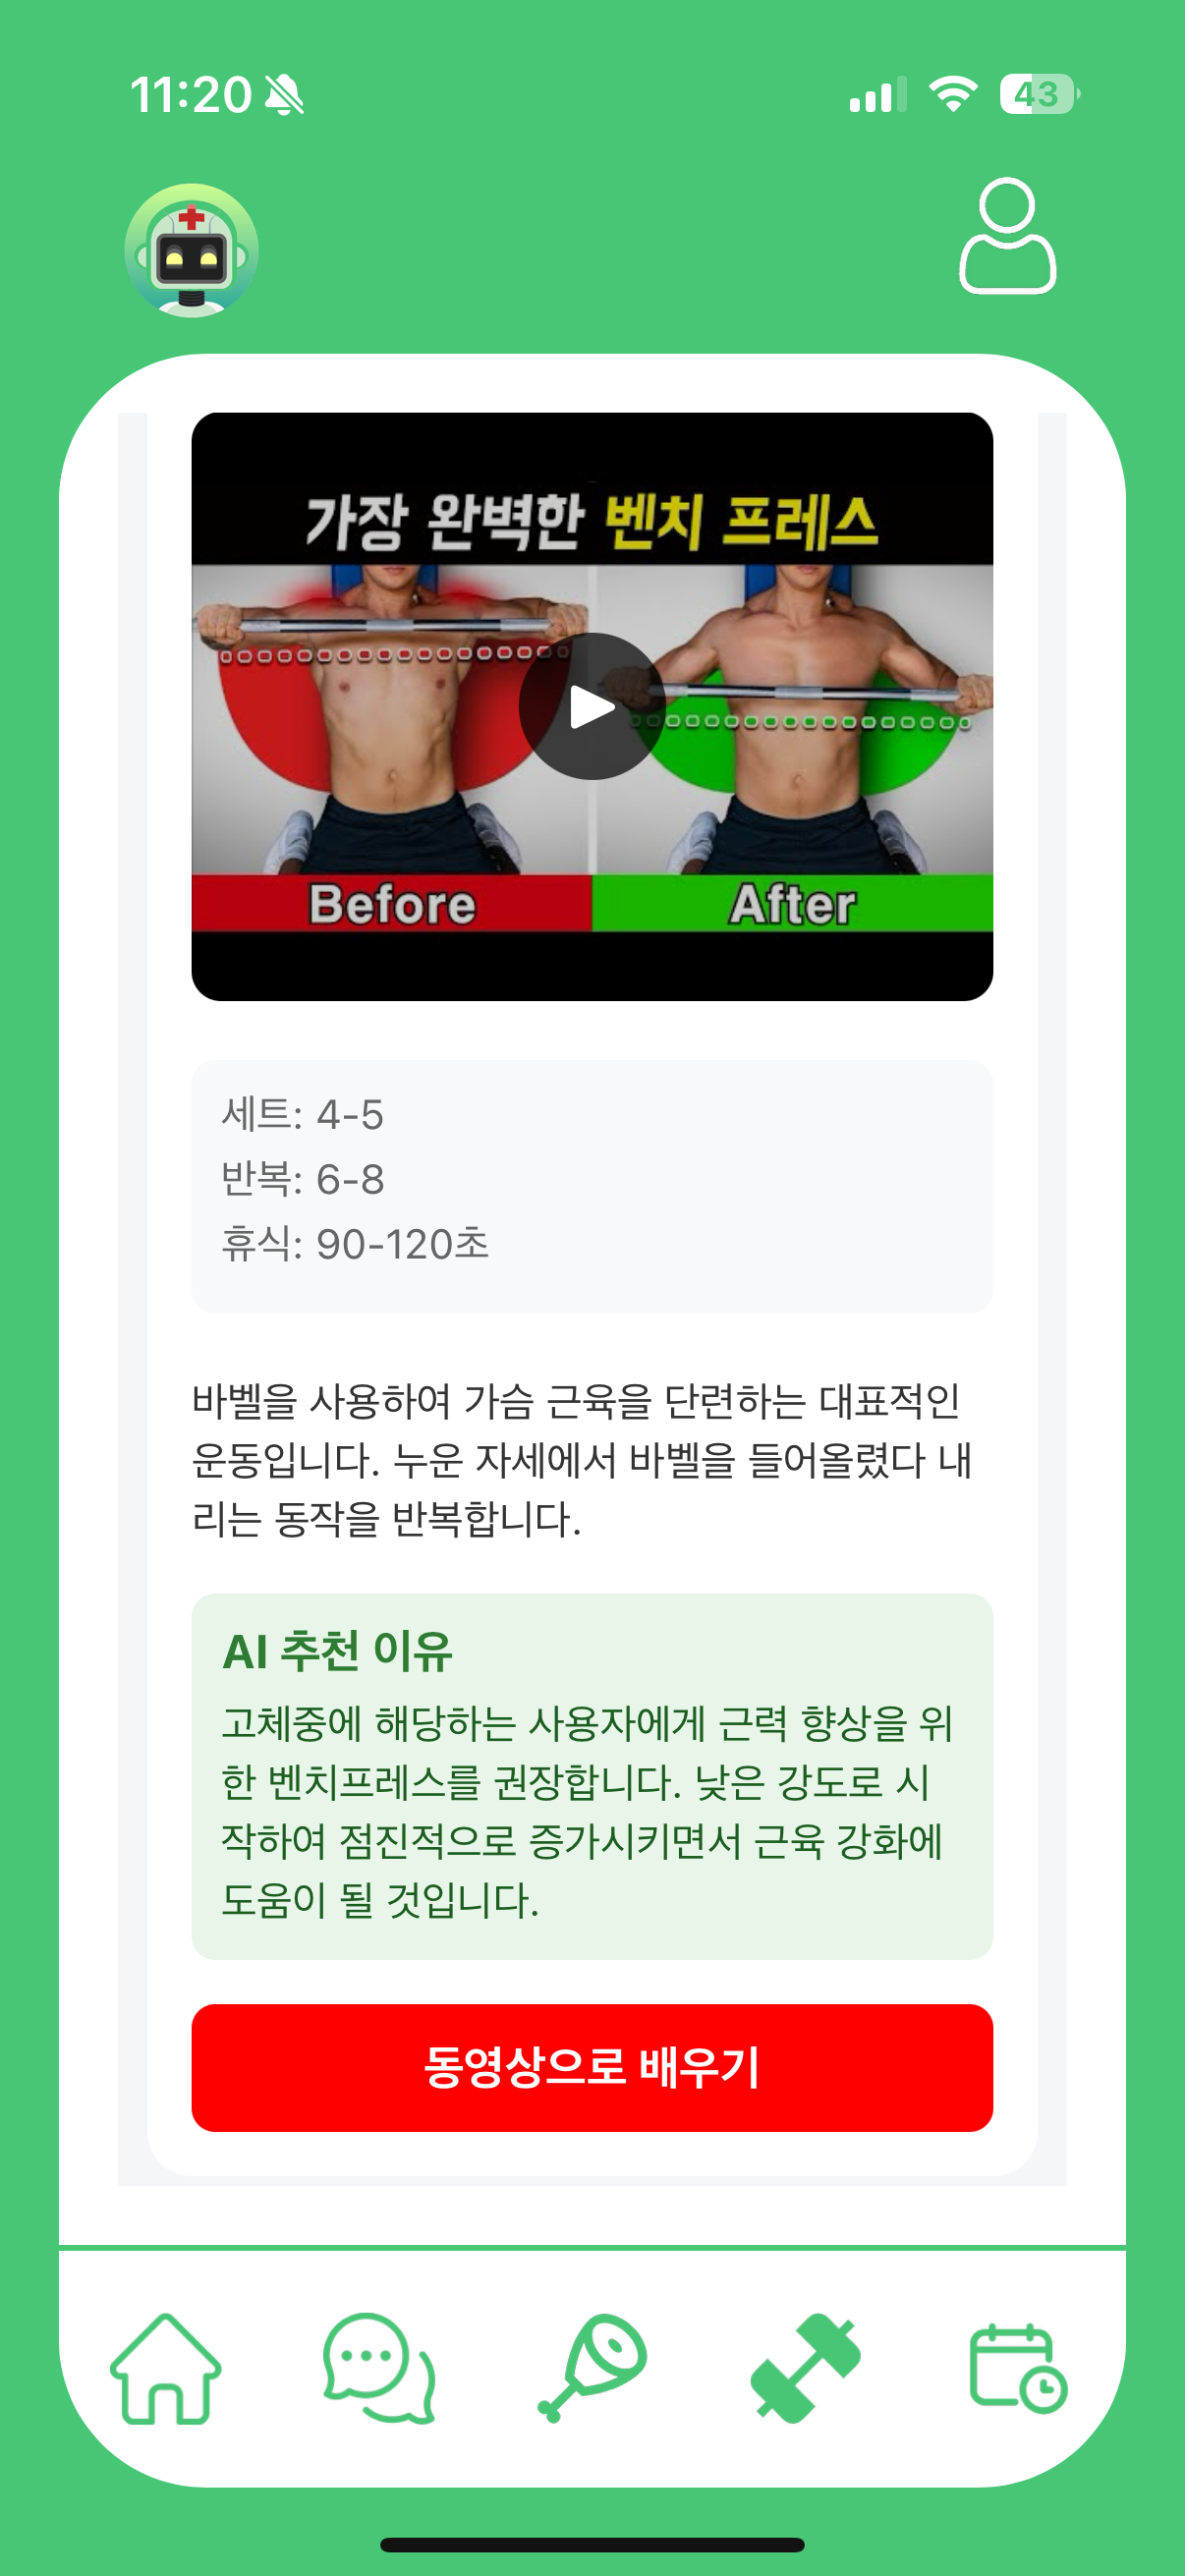 11:20
43
가장 완벽한 벤치 프레스
Before
After
세트: 4-5
반복: 6-8
휴식: 90-120초
바벨을 사용하여 가슴 근육을 단련하는 대표적인
운동입니다. 누운 자세에서 바벨을 들어올렸다 내
리는 동작을 반복합니다.
AI 추천 이유
고체중에 해당하는 사용자에게 근력 향상을 위
한 벤치프레스를 권장합니다. 낮은 강도로 시
작하여 점진적으로 증가시키면서 근육 강화에
도움이 될 것입니다.
동영상으로 배우기